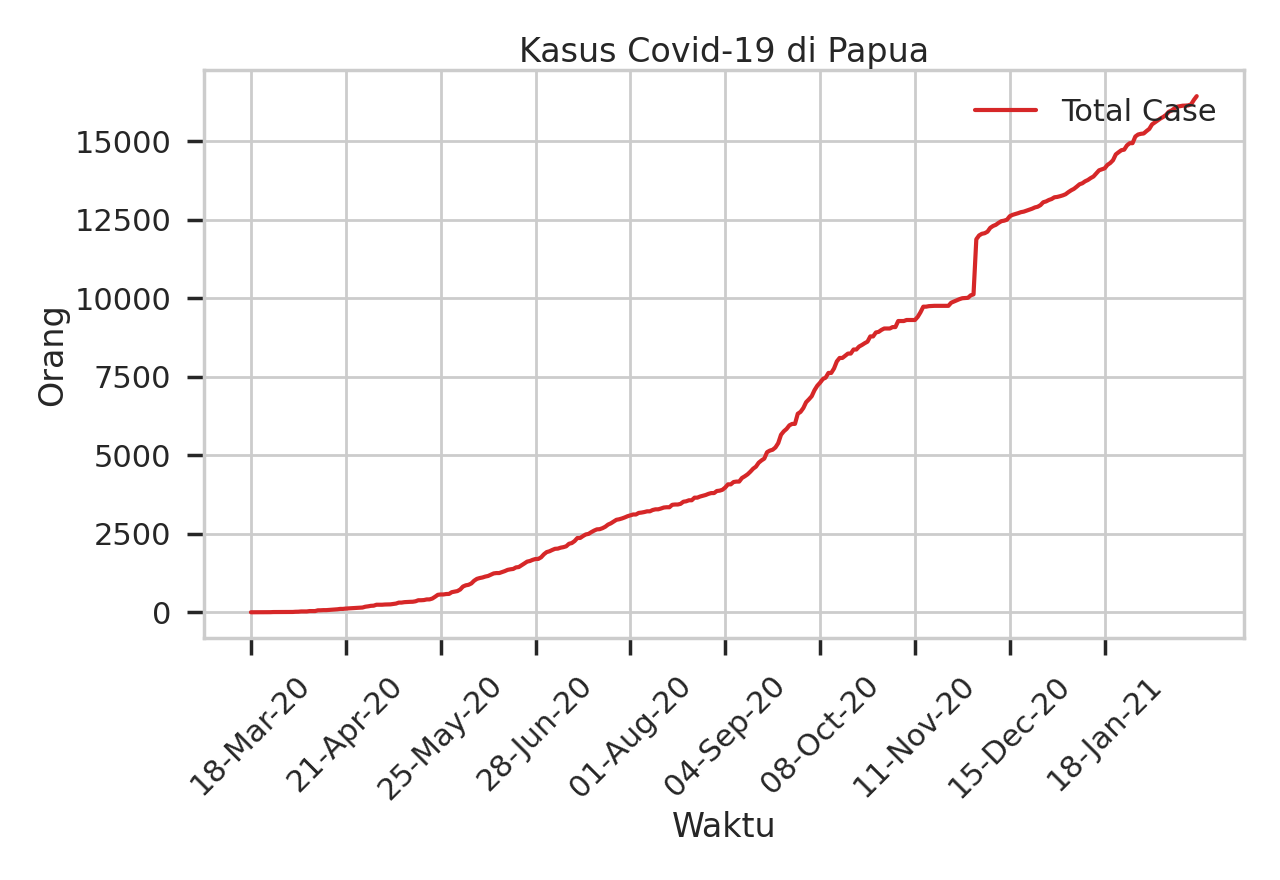 Kasus Covid-19 di Papua
Total Case
Orang
15000
12500
10000
7500
5000
2500
0
18-Mar-20
21-Apr-20
25-May-20
28-Jun-20
01-Aug-20
04-Sep-20
08-Oct-20
11-Nov-20
15-Dec-20
18-Jan-21
Waktu